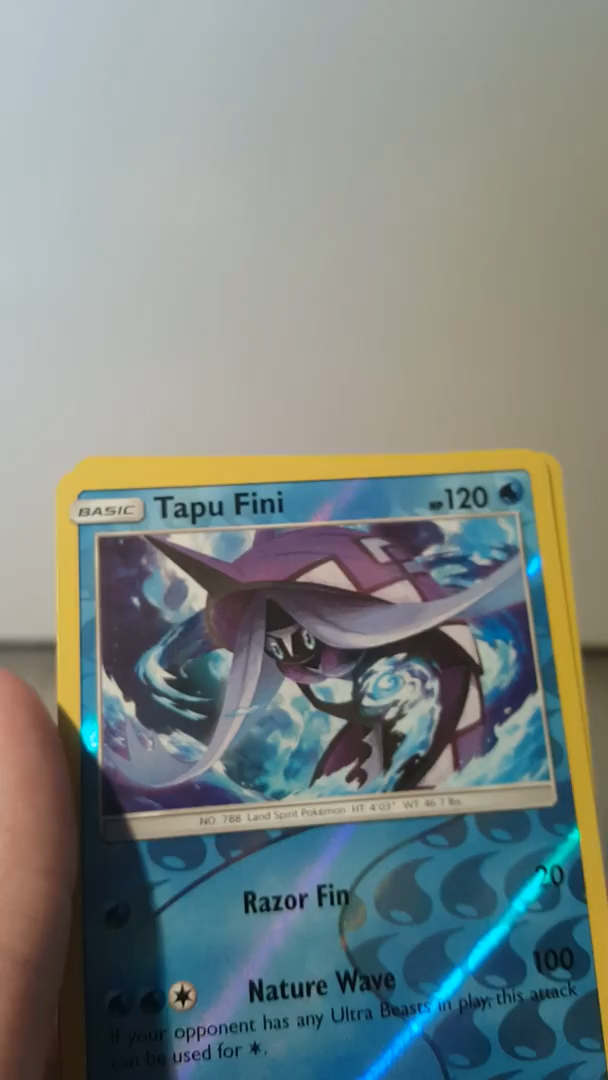 BASIC Tapu Fini HP 120
NO. 788 Land Spirit Pokémon HT: 4'03" WT: 46.7 lbs.
Razor Fin 20
Nature Wave 100
If your opponent has any Ultra Beasts in play, this attack
can be used for